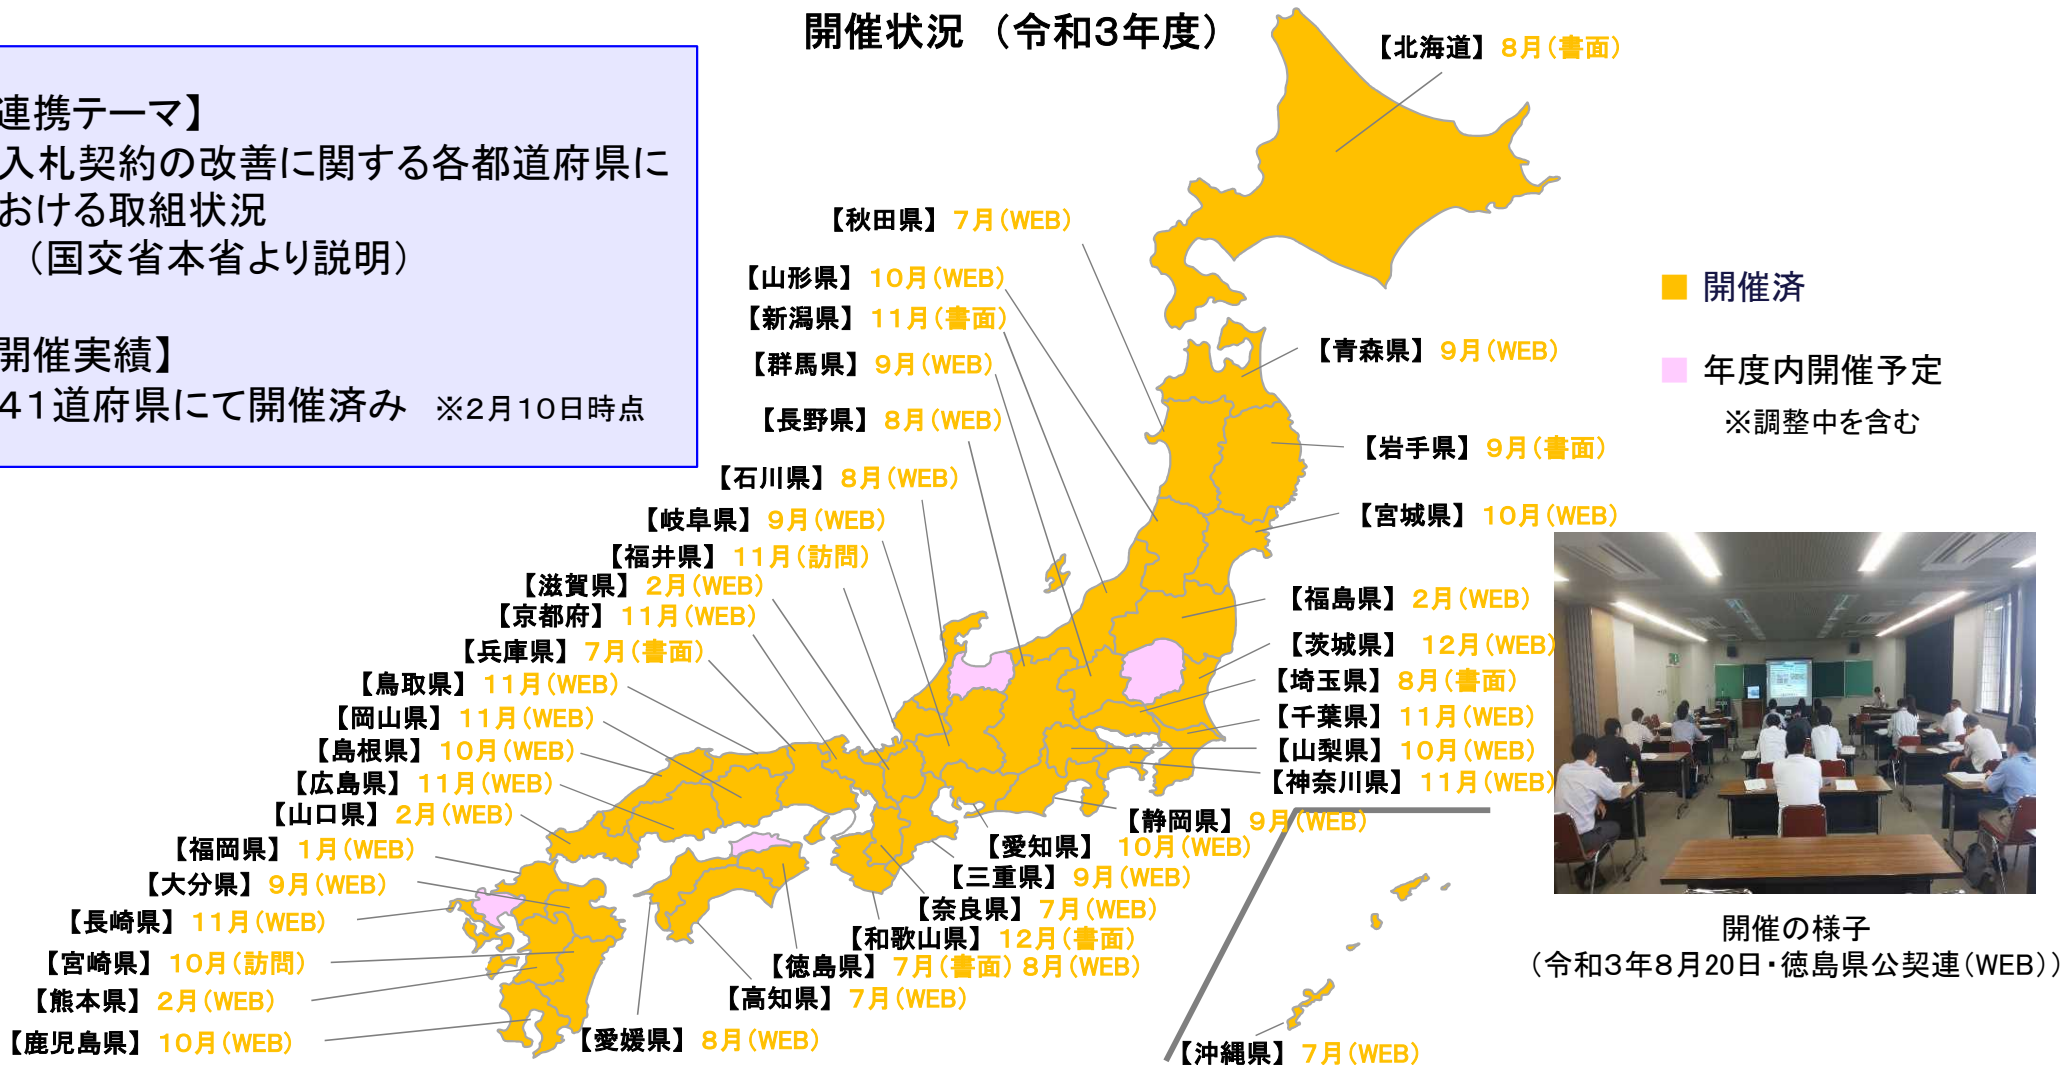 開催状況 （令和3年度）
連携テーマ】
入札契約の改善に関する各都道府県に
おける取組状況
（国交省本省より説明）
開催実績】
41道府県にて開催済み ※2月10日時点
【北海道】 8月(書面)
【秋田県】 7月(WEB)
【山形県】 10月(WEB)
【新潟県】 11月(書面)
【群馬県】 9月(WEB)
【長野県】 8月(WEB)
【石川県】 8月(WEB)
【岐阜県】 9月(WEB)
【福井県】 11月(訪問)
【滋賀県】 2月(WEB)
【京都府】 11月(WEB)
【兵庫県】 7月(書面)
【鳥取県】 11月(WEB)
【岡山県】 11月(WEB)
【島根県】 10月(WEB)
【広島県】 11月(WEB)
【山口県】 2月(WEB)
【福岡県】 1月(WEB)
【大分県】 9月(WEB)
【長崎県】 11月(WEB)
【宮崎県】 10月(訪問)
【熊本県】 2月(WEB)
【鹿児島県】 10月(WEB)
■ 開催済
■ 年度内開催予定
※調整中を含む
【青森県】 9月(WEB)
【岩手県】 9月(書面)
【宮城県】 10月(WEB)
【福島県】 2月(WEB)
【茨城県】 12月(WEB)
【埼玉県】 8月(書面)
【千葉県】 11月(WEB)
【山梨県】 10月(WEB)
【神奈川県】 11月(WEB)
【静岡県】 9月(WEB)
【愛知県】 10月(WEB)
【三重県】 9月(WEB)
【奈良県】 7月(WEB)
【和歌山県】 12月(書面)
【徳島県】 7月(書面) 8月(WEB)
【高知県】 7月(WEB)
【愛媛県】 8月(WEB)
【沖縄県】 7月(WEB)
開催の様子
（令和3年8月20日・徳島県公契連(WEB)）